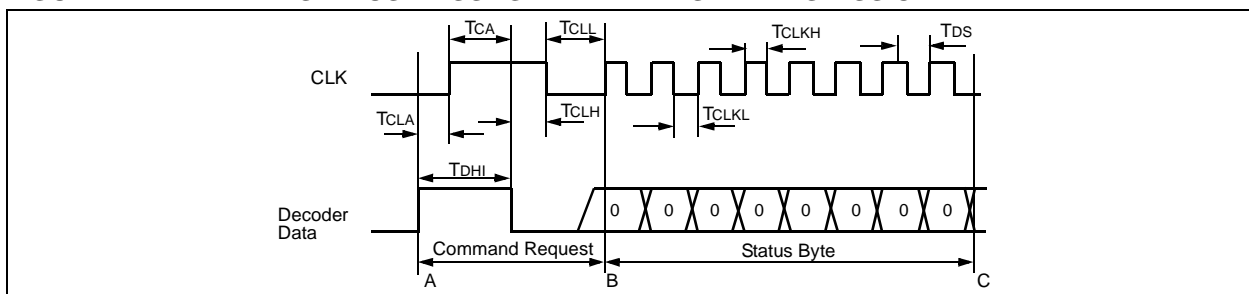 TCA
TCLL
TCLKH
TDS
CLK
TCLA
TCLH
TCLKL
TDHI
Decoder
Data
0 0 0 0 0 0 0 0
Command Request
Status Byte
A
B
C